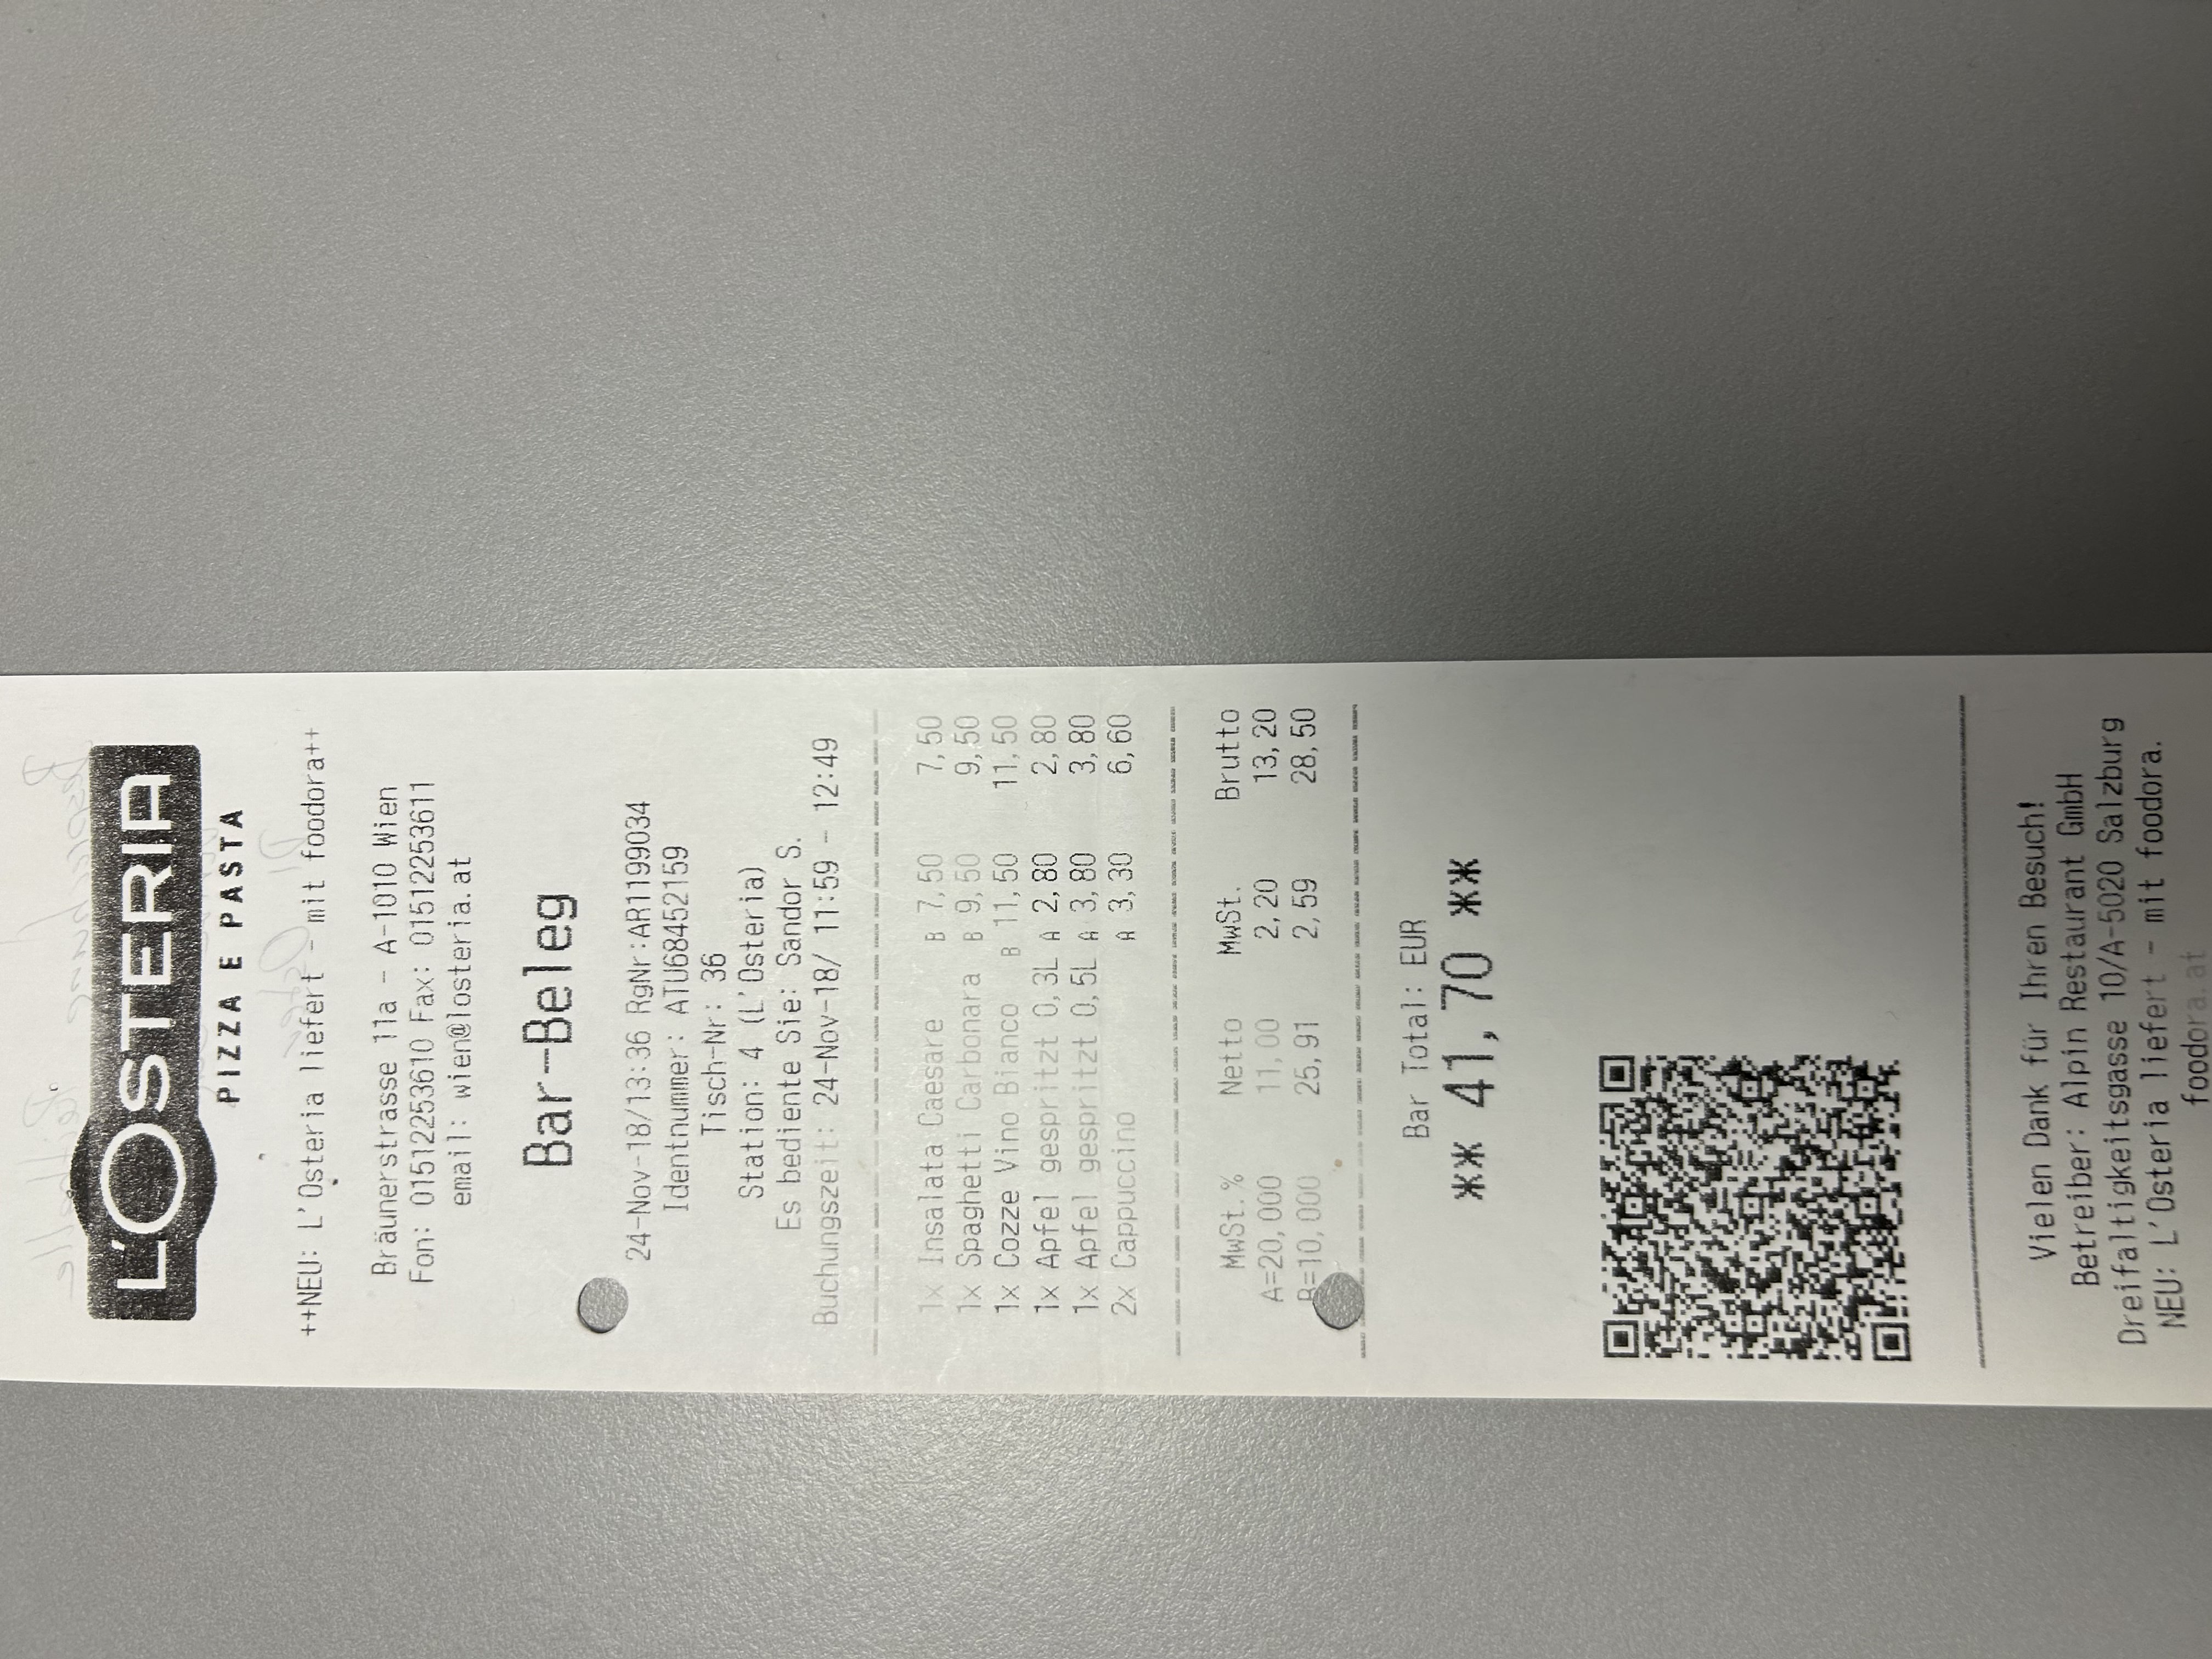 L'OSTERIA
PIZZA E PASTA
++NEU: L'Osteria liefert - mit foodora++
Bräunerstrasse 11a - A-1010 Wien
Fon: 01512253610 Fax: 01512253611
email: wien@losteria.at
Bar-Beleg
24-Nov-18/13:36 RgNr:AR1199034
Identnummer: ATU68452159
Tisch-Nr: 36
Station: 4 (L'Osteria)
Es bediente Sie: Sandor S.
Buchungszeit: 24-Nov-18/ 11:59 - 12:49
1x Insalata Caesare B 7,50 7,50
1x Spaghetti Carbonara B 9,50 9,50
1x Cozze Vino Bianco B 11,50 11,50
1x Apfel gespritzt 0,3L A 2,80 2,80
1x Apfel gespritzt 0,5L A 3,80 3,80
2x Cappuccino A 3,30 6,60
MwSt.% Netto MwSt. Brutto
A=20,000 11,00 2,20 13,20
B=10,000 25,91 2,59 28,50
Bar Total: EUR
** 41,70 **
Vielen Dank für Ihren Besuch!
Betreiber: Alpin Restaurant GmbH
Dreifaltigkeitsgasse 10/A-5020 Salzburg
NEU: L'Osteria liefert - mit foodora.
foodora.at